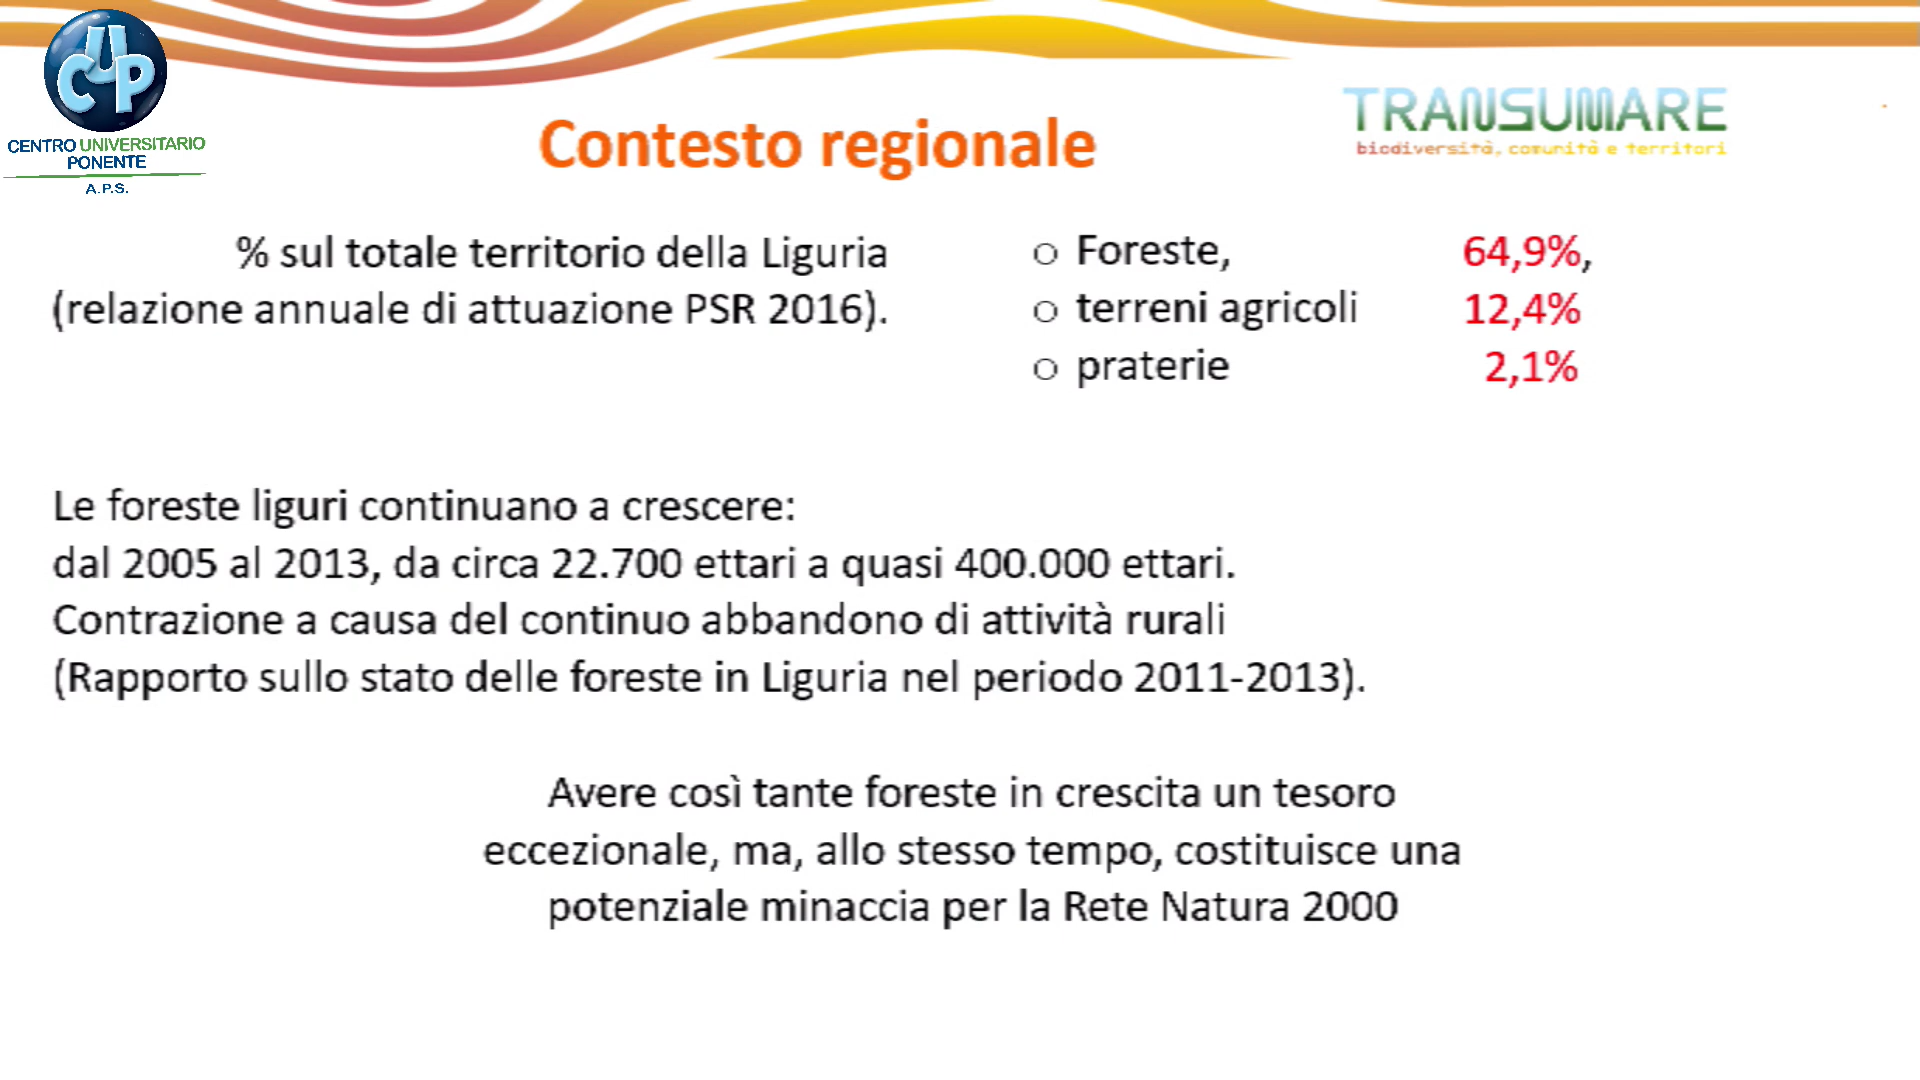 CUP
CENTRO UNIVERSITARIO
PONENTE
A.P.S.
TRANSUMARE
biodiversità, comunità e territori
Contesto regionale
% sul totale territorio della Liguria
(relazione annuale di attuazione PSR 2016).
o Foreste, 64,9%,
o terreni agricoli 12,4%
o praterie 2,1%
Le foreste liguri continuano a crescere:
dal 2005 al 2013, da circa 22.700 ettari a quasi 400.000 ettari.
Contrazione a causa del continuo abbandono di attività rurali
(Rapporto sullo stato delle foreste in Liguria nel periodo 2011-2013).
Avere così tante foreste in crescita un tesoro
eccezionale, ma, allo stesso tempo, costituisce una
potenziale minaccia per la Rete Natura 2000